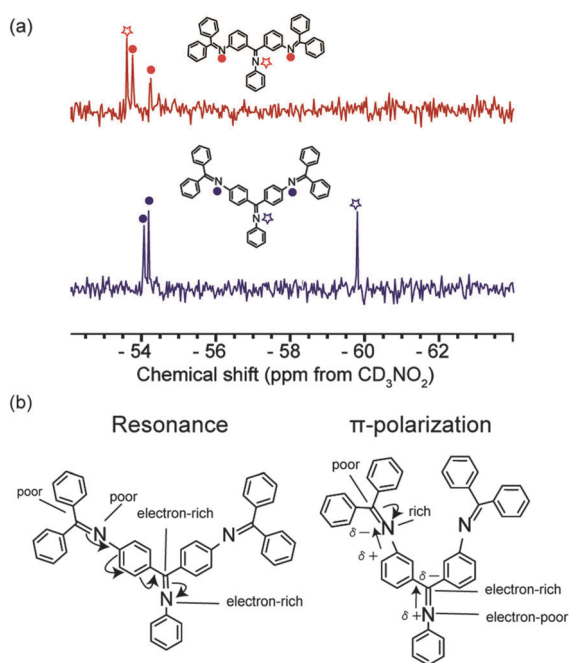 (a)
N
N
N
N
N
N
- 54
- 56
- 58
- 60
- 62
Chemical shift (ppm from CD₃NO₂)
(b)
Resonance
π-polarization
poor
poor
N
electron-rich
N
N
electron-rich
poor
rich
N
N
δ −
δ +
δ −
electron-rich
δ +
N
electron-poor